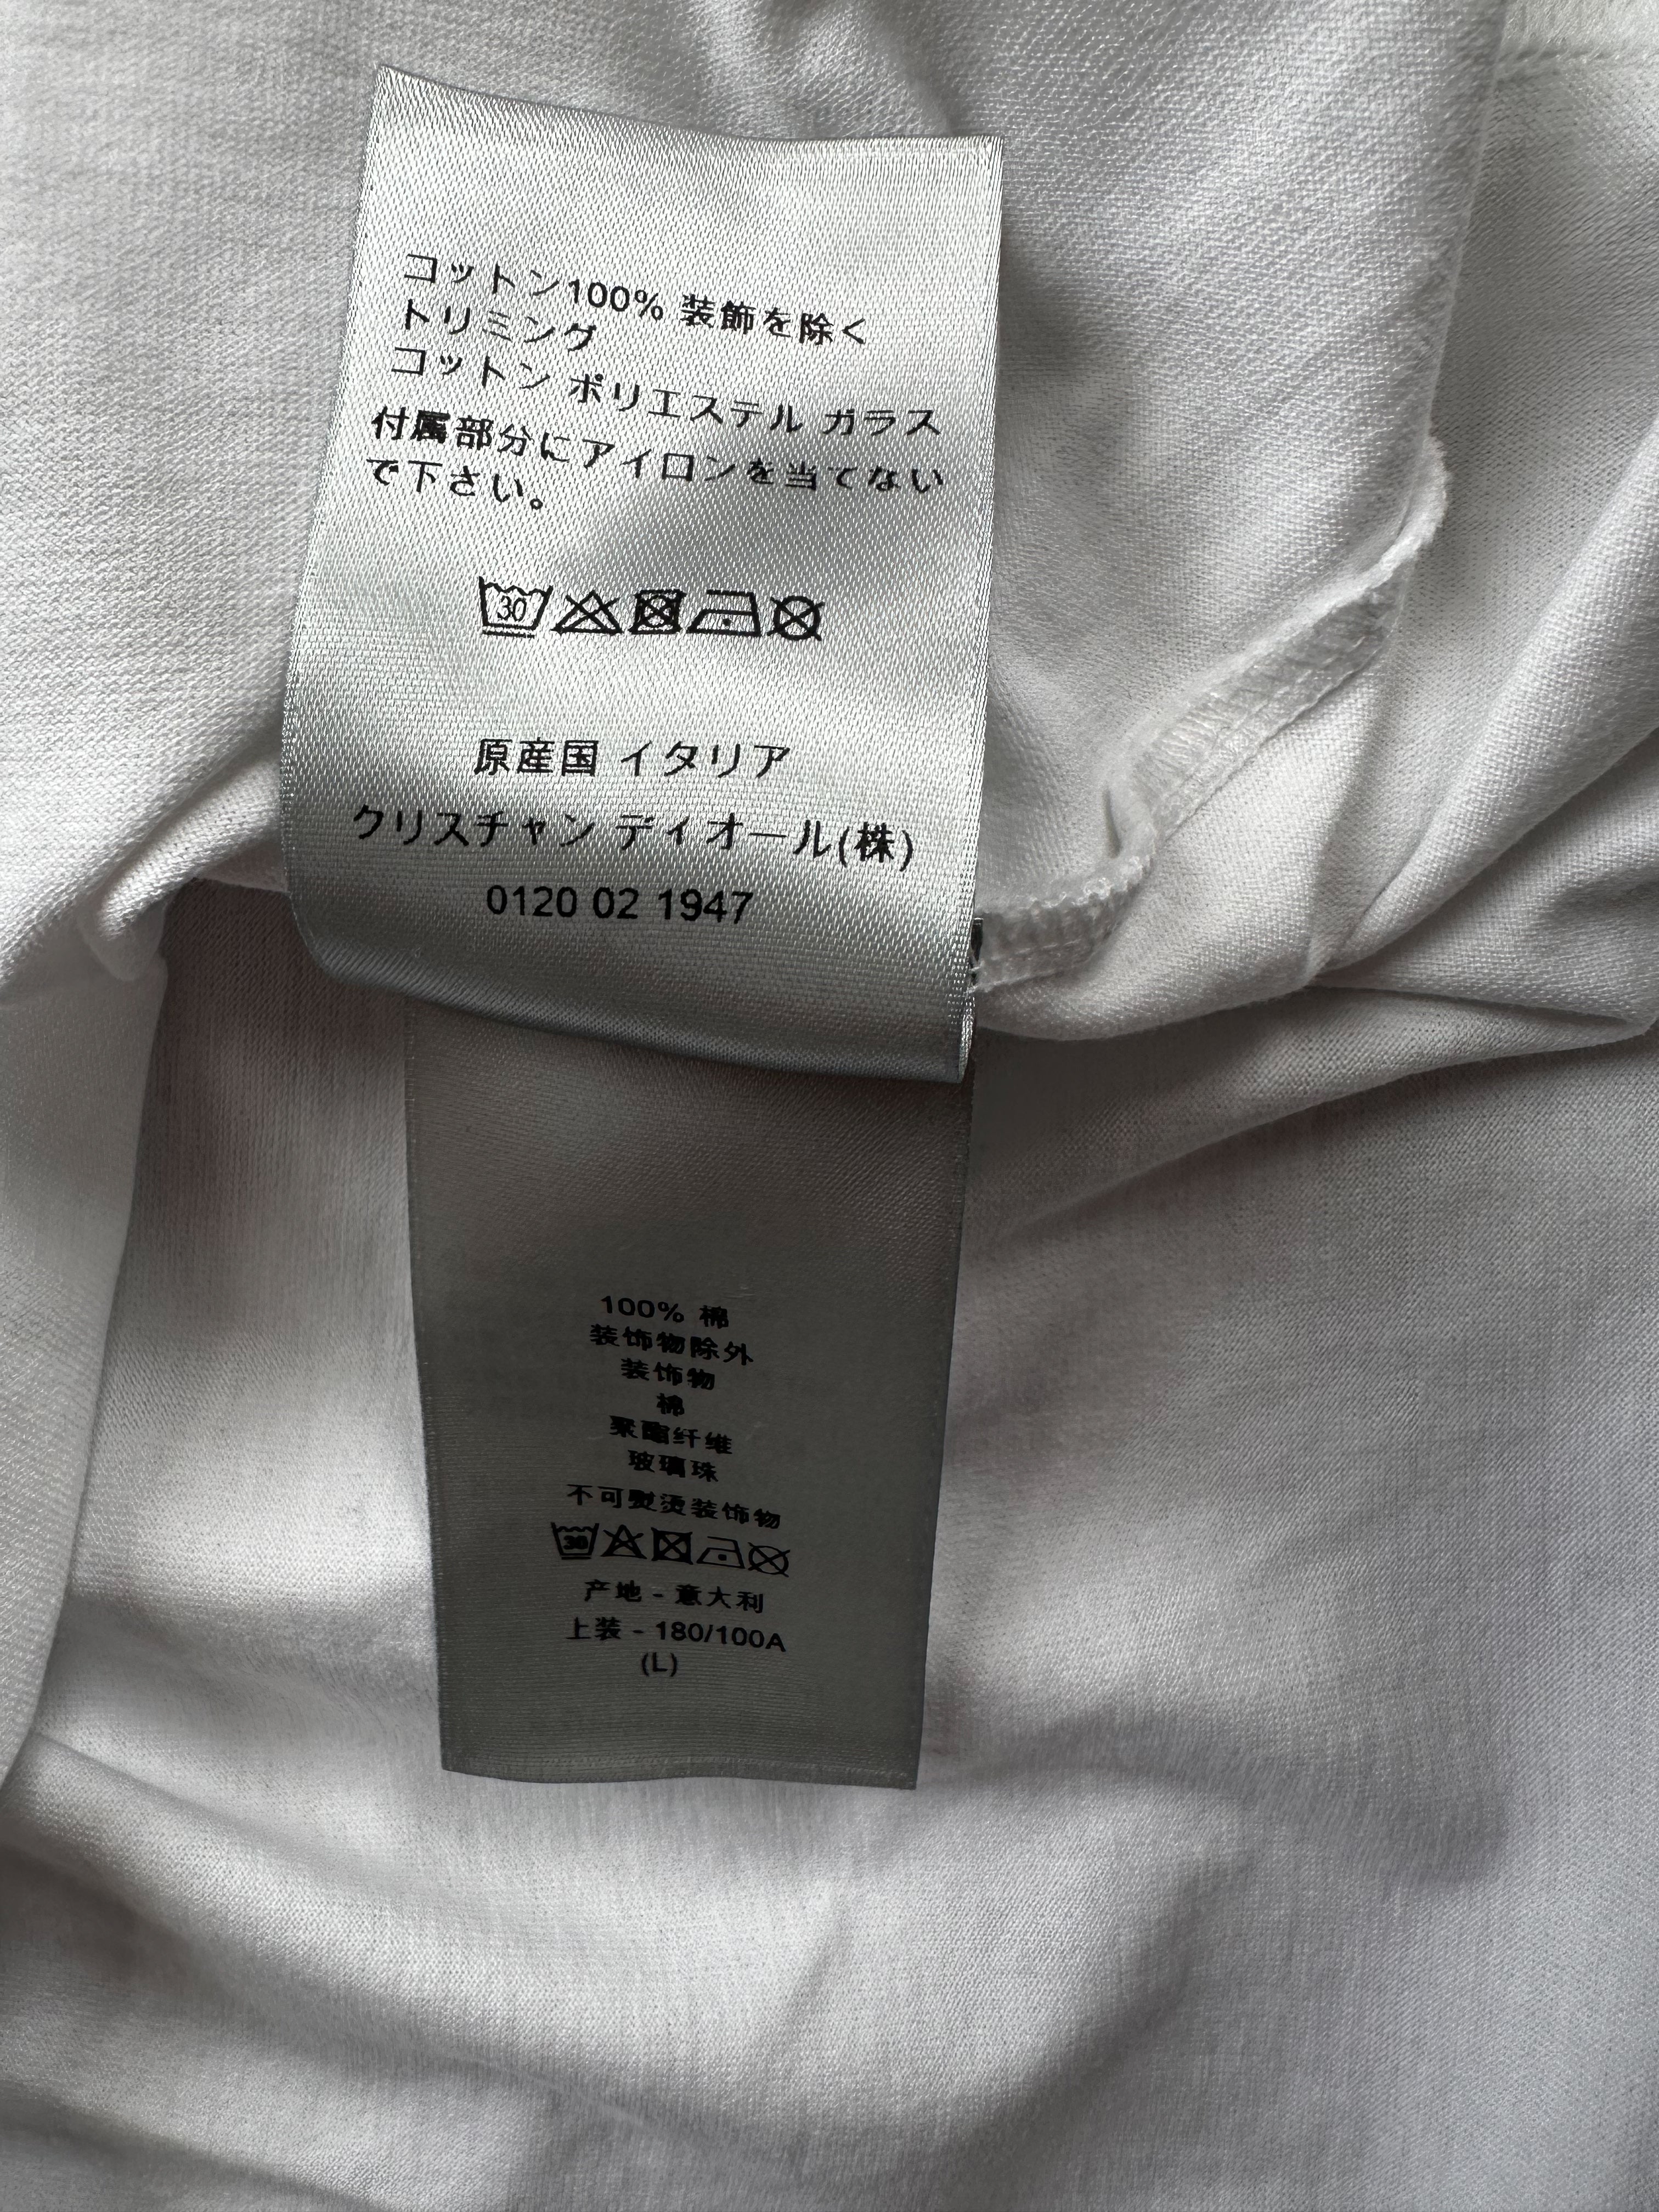 コットン100% 装飾を除く
トリミング
コットン ポリエステル ガラス
付属部分にアイロンを当てない
で下さい。
30
原産国 イタリア
クリスチャン ディオール(株)
0120 02 1947
100% 棉
装饰物除外
装饰物
棉
聚酯纤维
玻璃珠
不可熨烫装饰物
30
产地 - 意大利
上装 - 180/100A
(L)